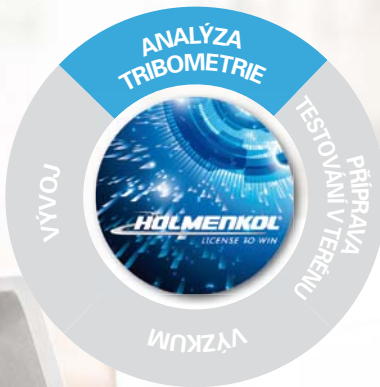 ANALÝZA
TRIBOMETRIE
PŘÍPRAVA
TESTOVÁNÍ V TERÉNU
VÝZKUM
VÝVOJ
HOLMENKOL
LICENSE TO WIN